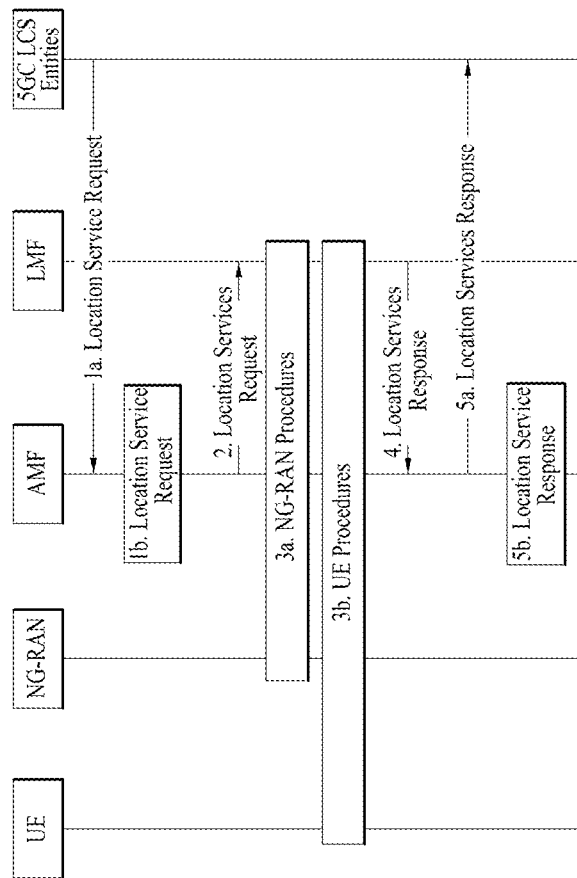 UE
NG-RAN
AMF
LMF
5GC LCS
Entities
1a. Location Service Request
1b. Location Service
Request
2. Location Services
Request
3a. NG-RAN Procedures
3b. UE Procedures
4. Location Services
Response
5a. Location Services Response
5b. Location Service
Response